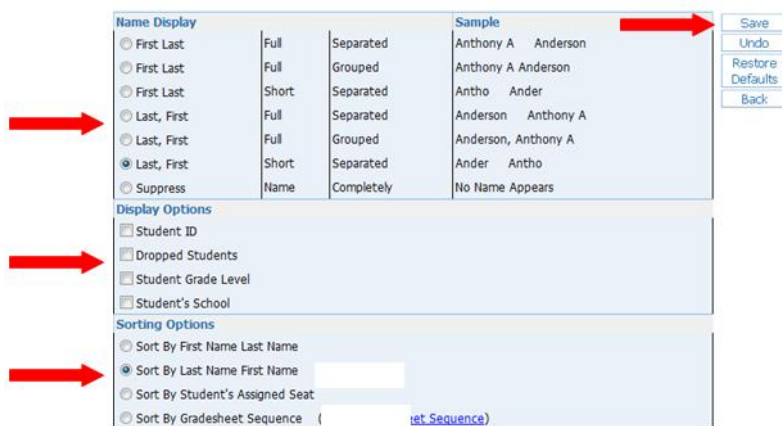 Name Display Sample
First Last Full Separated Anthony A Anderson
First Last Full Grouped Anthony A Anderson
First Last Short Separated Antho Ander
Last, First Full Separated Anderson Anthony A
Last, First Full Grouped Anderson, Anthony A
Last, First Short Separated Ander Antho
Suppress Name Completely No Name Appears
Display Options
Student ID
Dropped Students
Student Grade Level
Student's School
Sorting Options
Sort By First Name Last Name
Sort By Last Name First Name
Sort By Student's Assigned Seat
Sort By Gradesheet Sequence ( Sequence)
Save
Undo
Restore
Defaults
Back